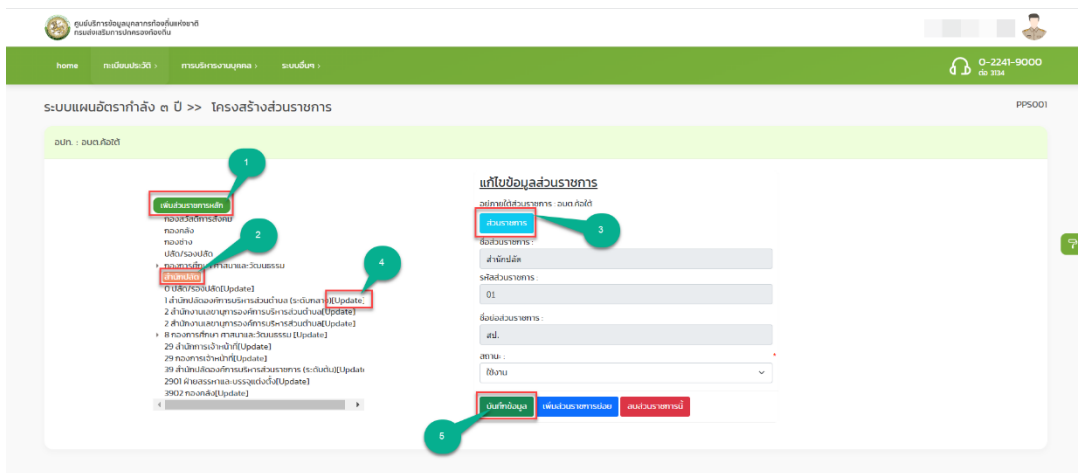 ศูนย์บริการข้อมูลบุคลากรท้องถิ่นแห่งชาติ
กรมส่งเสริมการปกครองท้องถิ่น
home ทะเบียนประวัติ การบริหารงานบุคคล ระบบอื่นๆ
0-2241-9000
ต่อ 3134
ระบบแผนอัตรากำลัง ๓ ปี >> โครงสร้างส่วนราชการ
PPS001
อปท. : อบต.ค้อใต้
1
เพิ่มส่วนราชการหลัก
กองสวัสดิการสังคม
กองคลัง
กองช่าง
2
ปลัด/รองปลัด
กองการศึกษา ศาสนาและวัฒนธรรม
สำนักปลัด
4
0 ปลัด/รองปลัด[Update]
1 สำนักปลัดองค์การบริหารส่วนตำบล (ระดับกลาง)[Update]
2 สำนักงานเลขานุการองค์การบริหารส่วนตำบล[Update]
2 สำนักงานเลขานุการองค์การบริหารส่วนตำบล[Update]
8 กองการศึกษา ศาสนาและวัฒนธรรม [Update]
29 สำนักการเจ้าหน้าที่[Update]
29 กองการเจ้าหน้าที่[Update]
39 สำนักปลัดองค์การบริหารส่วนราชการ (ระดับต้น)[Updat
2901 ฝ่ายสรรหาและบรรจุแต่งตั้ง[Update]
3902 กองคลัง[Update]
แก้ไขข้อมูลส่วนราชการ
อยู่ภายใต้ส่วนราชการ : อบต.ค้อใต้
ส่วนราชการ
3
ชื่อส่วนราชการ :
สำนักปลัด
รหัสส่วนราชการ :
01
ชื่อย่อส่วนราชการ :
สป.
สถานะ : *
ใช้งาน
บันทึกข้อมูล เพิ่มส่วนราชการย่อย ลบส่วนราชการนี้
5